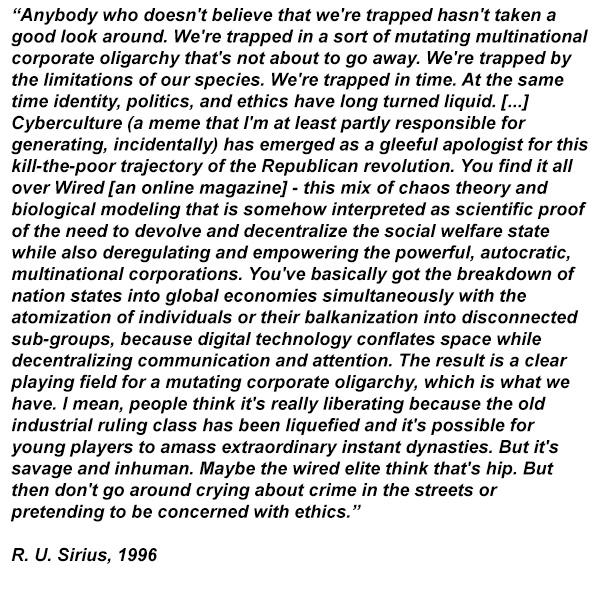 “Anybody who doesn't believe that we're trapped hasn't taken a
good look around. We're trapped in a sort of mutating multinational
corporate oligarchy that's not about to go away. We're trapped by
the limitations of our species. We're trapped in time. At the same
time identity, politics, and ethics have long turned liquid. [...]
Cyberculture (a meme that I'm at least partly responsible for
generating, incidentally) has emerged as a gleeful apologist for this
kill-the-poor trajectory of the Republican revolution. You find it all
over Wired [an online magazine] - this mix of chaos theory and
biological modeling that is somehow interpreted as scientific proof
of the need to devolve and decentralize the social welfare state
while also deregulating and empowering the powerful, autocratic,
multinational corporations. You've basically got the breakdown of
nation states into global economies simultaneously with the
atomization of individuals or their balkanization into disconnected
sub-groups, because digital technology conflates space while
decentralizing communication and attention. The result is a clear
playing field for a mutating corporate oligarchy, which is what we
have. I mean, people think it's really liberating because the old
industrial ruling class has been liquefied and it's possible for
young players to amass extraordinary instant dynasties. But it's
savage and inhuman. Maybe the wired elite think that's hip. But
then don't go around crying about crime in the streets or
pretending to be concerned with ethics.”
R. U. Sirius, 1996